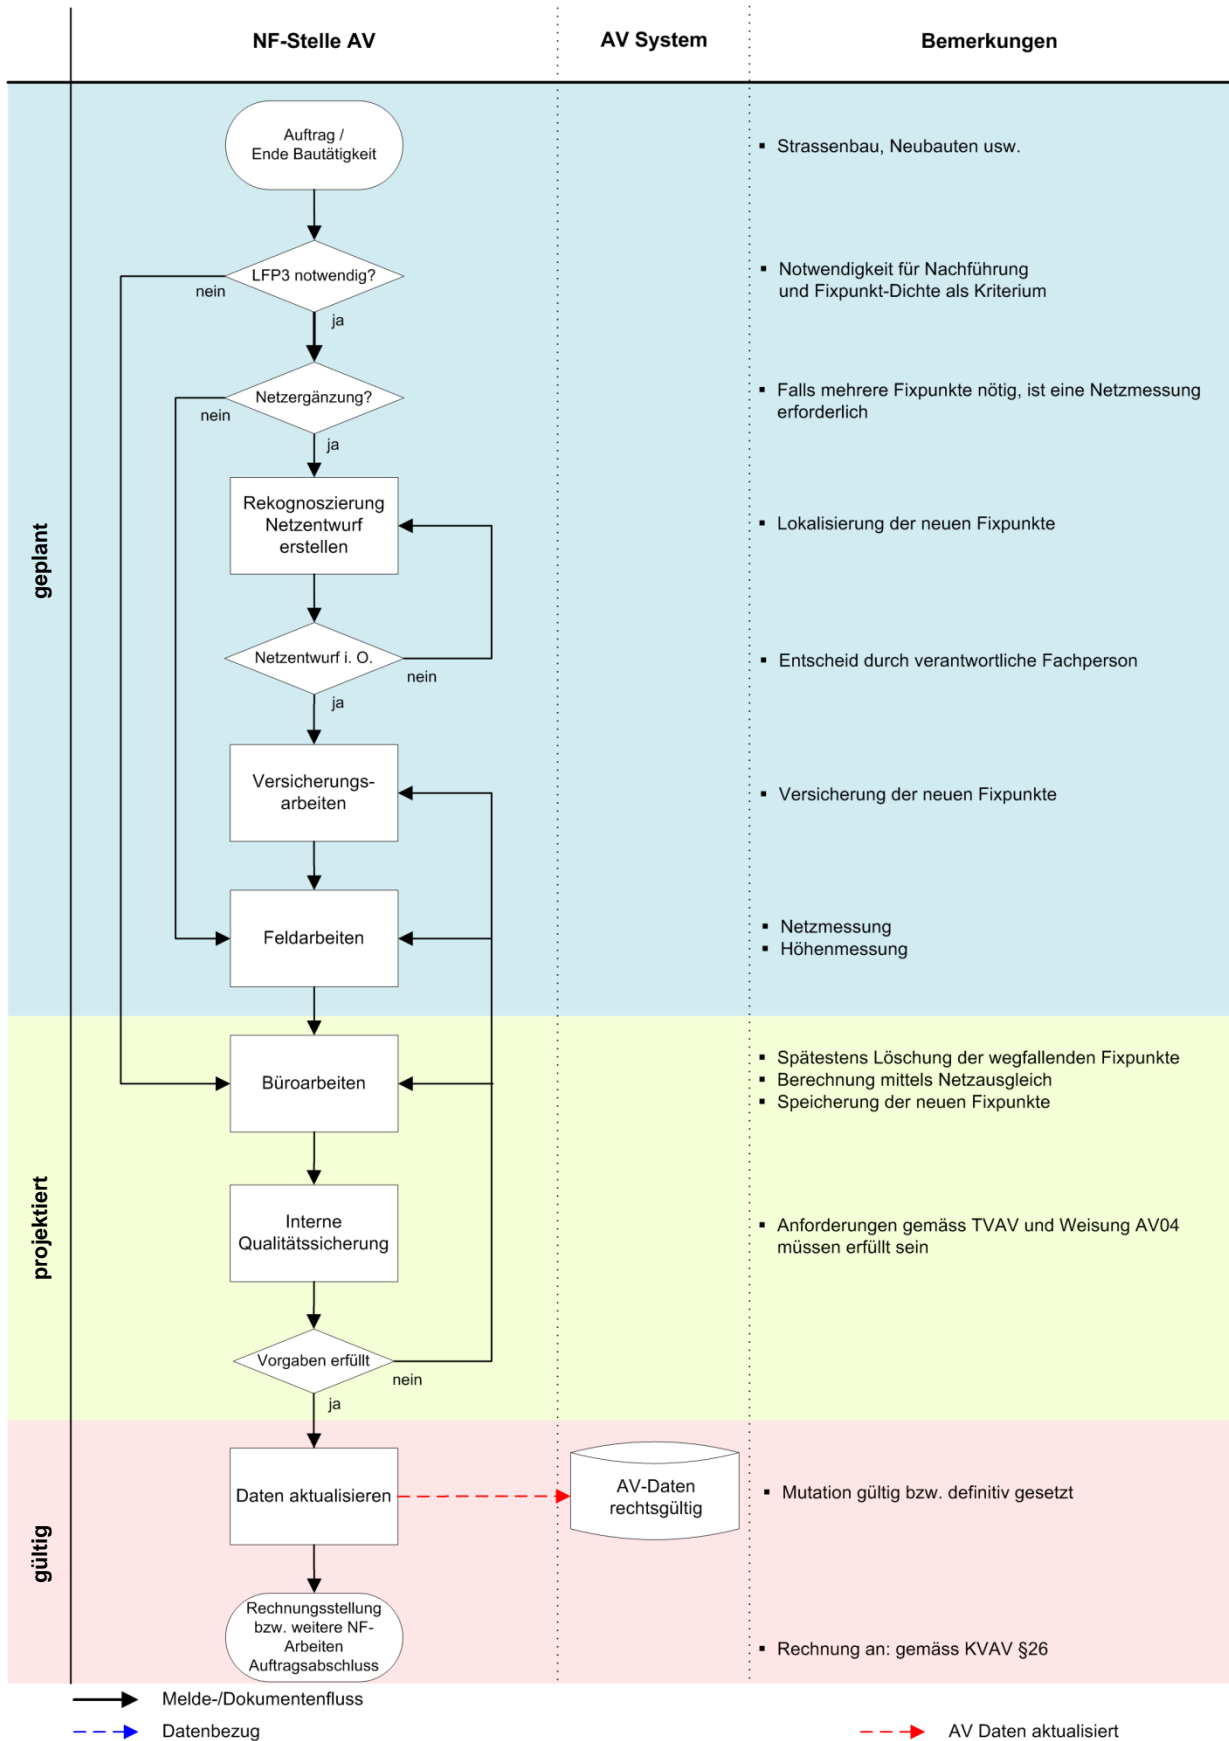 NF-Stelle AV
AV System
Bemerkungen
geplant
Auftrag /
Ende Bautätigkeit
▪ Strassenbau, Neubauten usw.
LFP3 notwendig?
nein
ja
▪ Notwendigkeit für Nachführung
und Fixpunkt-Dichte als Kriterium
Netzergänzung?
nein
ja
▪ Falls mehrere Fixpunkte nötig, ist eine Netzmessung
erforderlich
Rekognoszierung
Netzentwurf
erstellen
▪ Lokalisierung der neuen Fixpunkte
Netzentwurf i. O.
nein
ja
▪ Entscheid durch verantwortliche Fachperson
Versicherungs-
arbeiten
▪ Versicherung der neuen Fixpunkte
Feldarbeiten
▪ Netzmessung
▪ Höhenmessung
projektiert
Büroarbeiten
▪ Spätestens Löschung der wegfallenden Fixpunkte
▪ Berechnung mittels Netzausgleich
▪ Speicherung der neuen Fixpunkte
Interne
Qualitätssicherung
▪ Anforderungen gemäss TVAV und Weisung AV04
müssen erfüllt sein
Vorgaben erfüllt
nein
ja
gültig
Daten aktualisieren
AV-Daten
rechtsgültig
▪ Mutation gültig bzw. definitiv gesetzt
Rechnungsstellung
bzw. weitere NF-
Arbeiten
Auftragsabschluss
▪ Rechnung an: gemäss KVAV §26
Melde-/Dokumentenfluss
Datenbezug
AV Daten aktualisiert